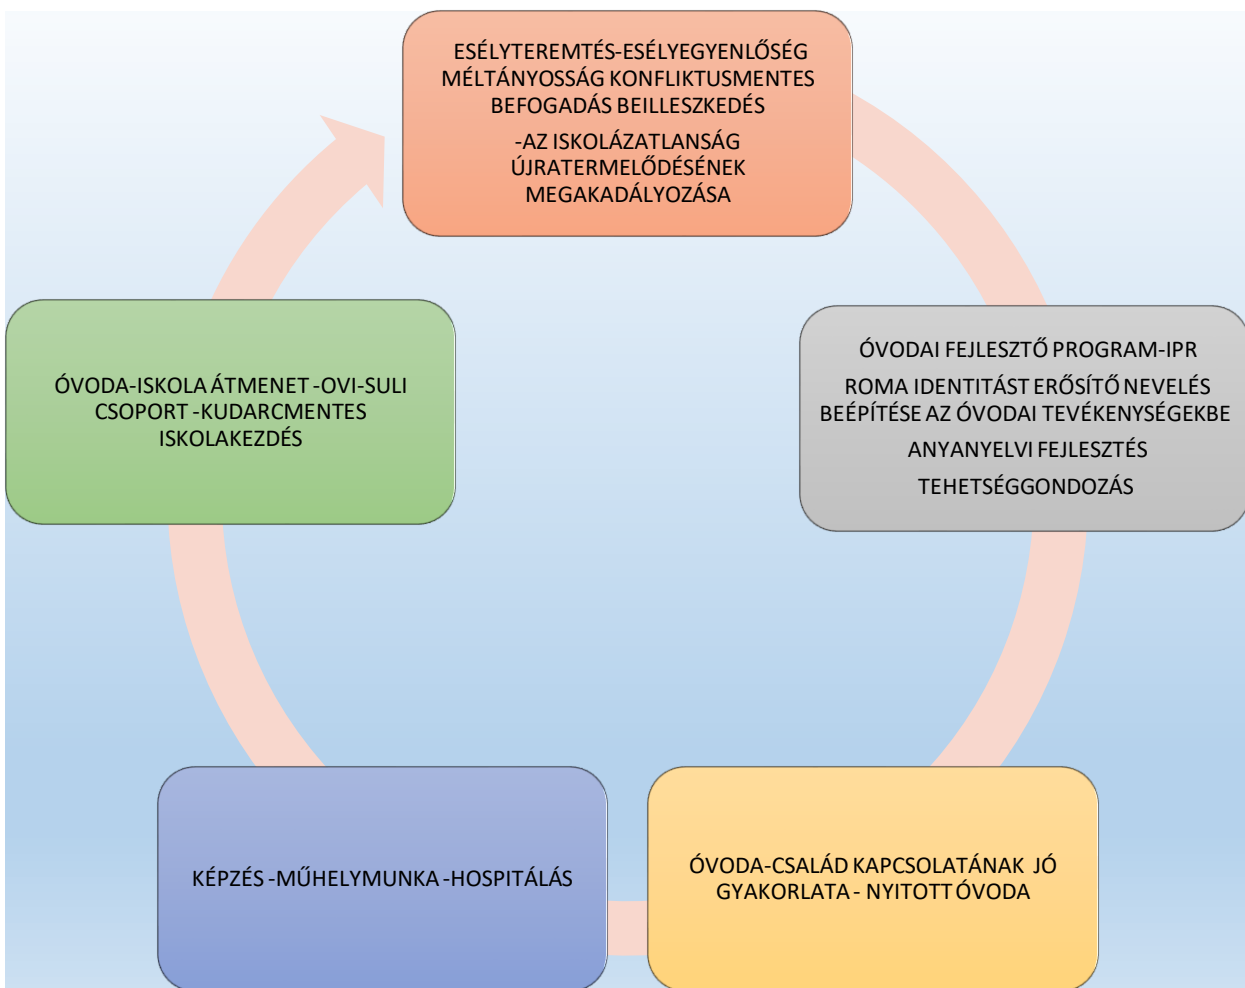 ESÉLYTEREMTÉS-ESÉLYEGYENLŐSÉG
MÉLTÁNYOSSÁG KONFLIKTUSMENTES
BEFOGADÁS BEILLESZKEDÉS
-AZ ISKOLÁZATLANSÁG
ÚJRATERMELŐDÉSÉNEK
MEGAKADÁLYOZÁSA
ÓVODAI FEJLESZTŐ PROGRAM-IPR
ROMA IDENTITÁST ERŐSÍTŐ NEVELÉS
BEÉPÍTÉSE AZ ÓVODAI TEVÉKENYSÉGEKBE
ANYANYELVI FEJLESZTÉS
TEHETSÉGGONDOZÁS
ÓVODA-CSALÁD KAPCSOLATÁNAK JÓ
GYAKORLATA - NYITOTT ÓVODA
KÉPZÉS -MŰHELYMUNKA -HOSPITÁLÁS
ÓVODA-ISKOLA ÁTMENET -OVI-SULI
CSOPORT -KUDARCMENTES
ISKOLAKEZDÉS